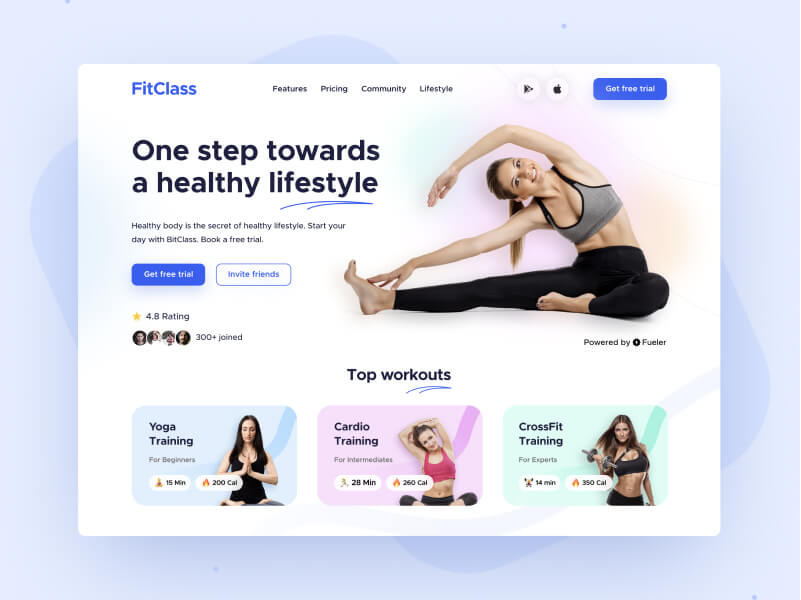 FitClass
Features
Pricing
Community
Lifestyle
Get free trial
One step towards
a healthy lifestyle
Healthy body is the secret of healthy lifestyle. Start your
day with BitClass. Book a free trial.
Get free trial
Invite friends
4.8 Rating
300+ joined
Powered by Fueler
Top workouts
Yoga
Training
For Beginners
15 Min
200 Cal
Cardio
Training
For Intermediates
28 Min
260 Cal
CrossFit
Training
For Experts
14 min
350 Cal